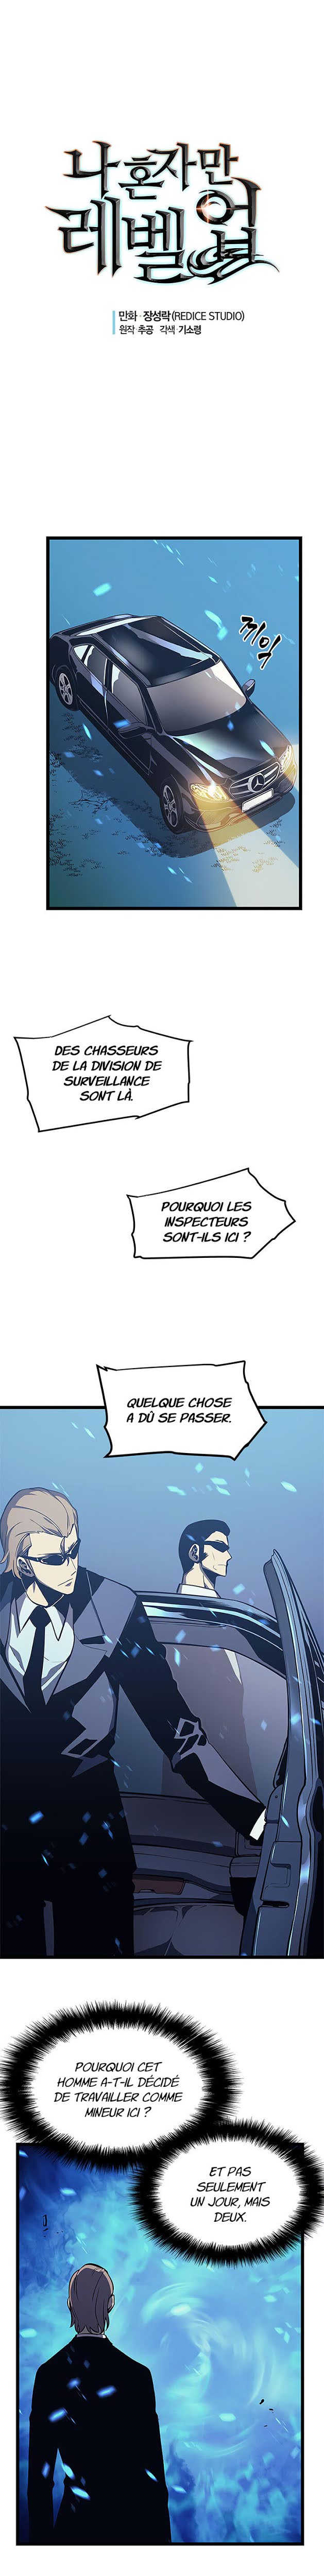 나 혼자만
레벨업
만화 · 장성락(REDICE STUDIO)
원작·추공 각색·기소령
끼익
DES CHASSEURS
DE LA DIVISION DE
SURVEILLANCE
SONT LÀ.
POURQUOI LES
INSPECTEURS
SONT-ILS ICI ?
QUELQUE CHOSE
A DÛ SE PASSER.
POURQUOI CET
HOMME A-T-IL DÉCIDÉ
DE TRAVAILLER COMME
MINEUR ICI ?
ET PAS
SEULEMENT
UN JOUR, MAIS
DEUX.